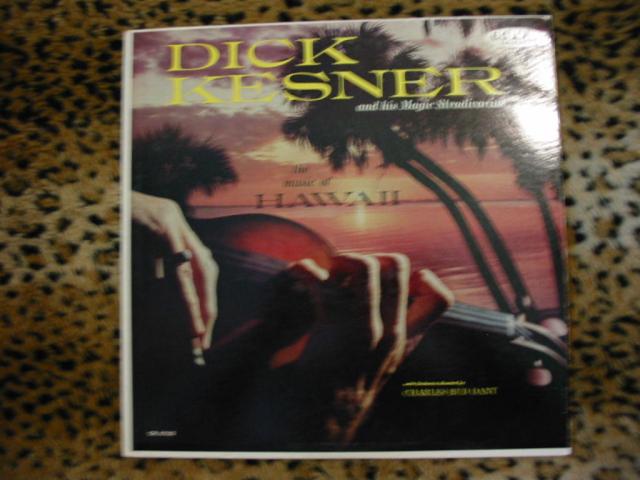 DICK
KESNER
and his Magic Stradivarius
the
music of
HAWAII
CHARLES BUD DANT